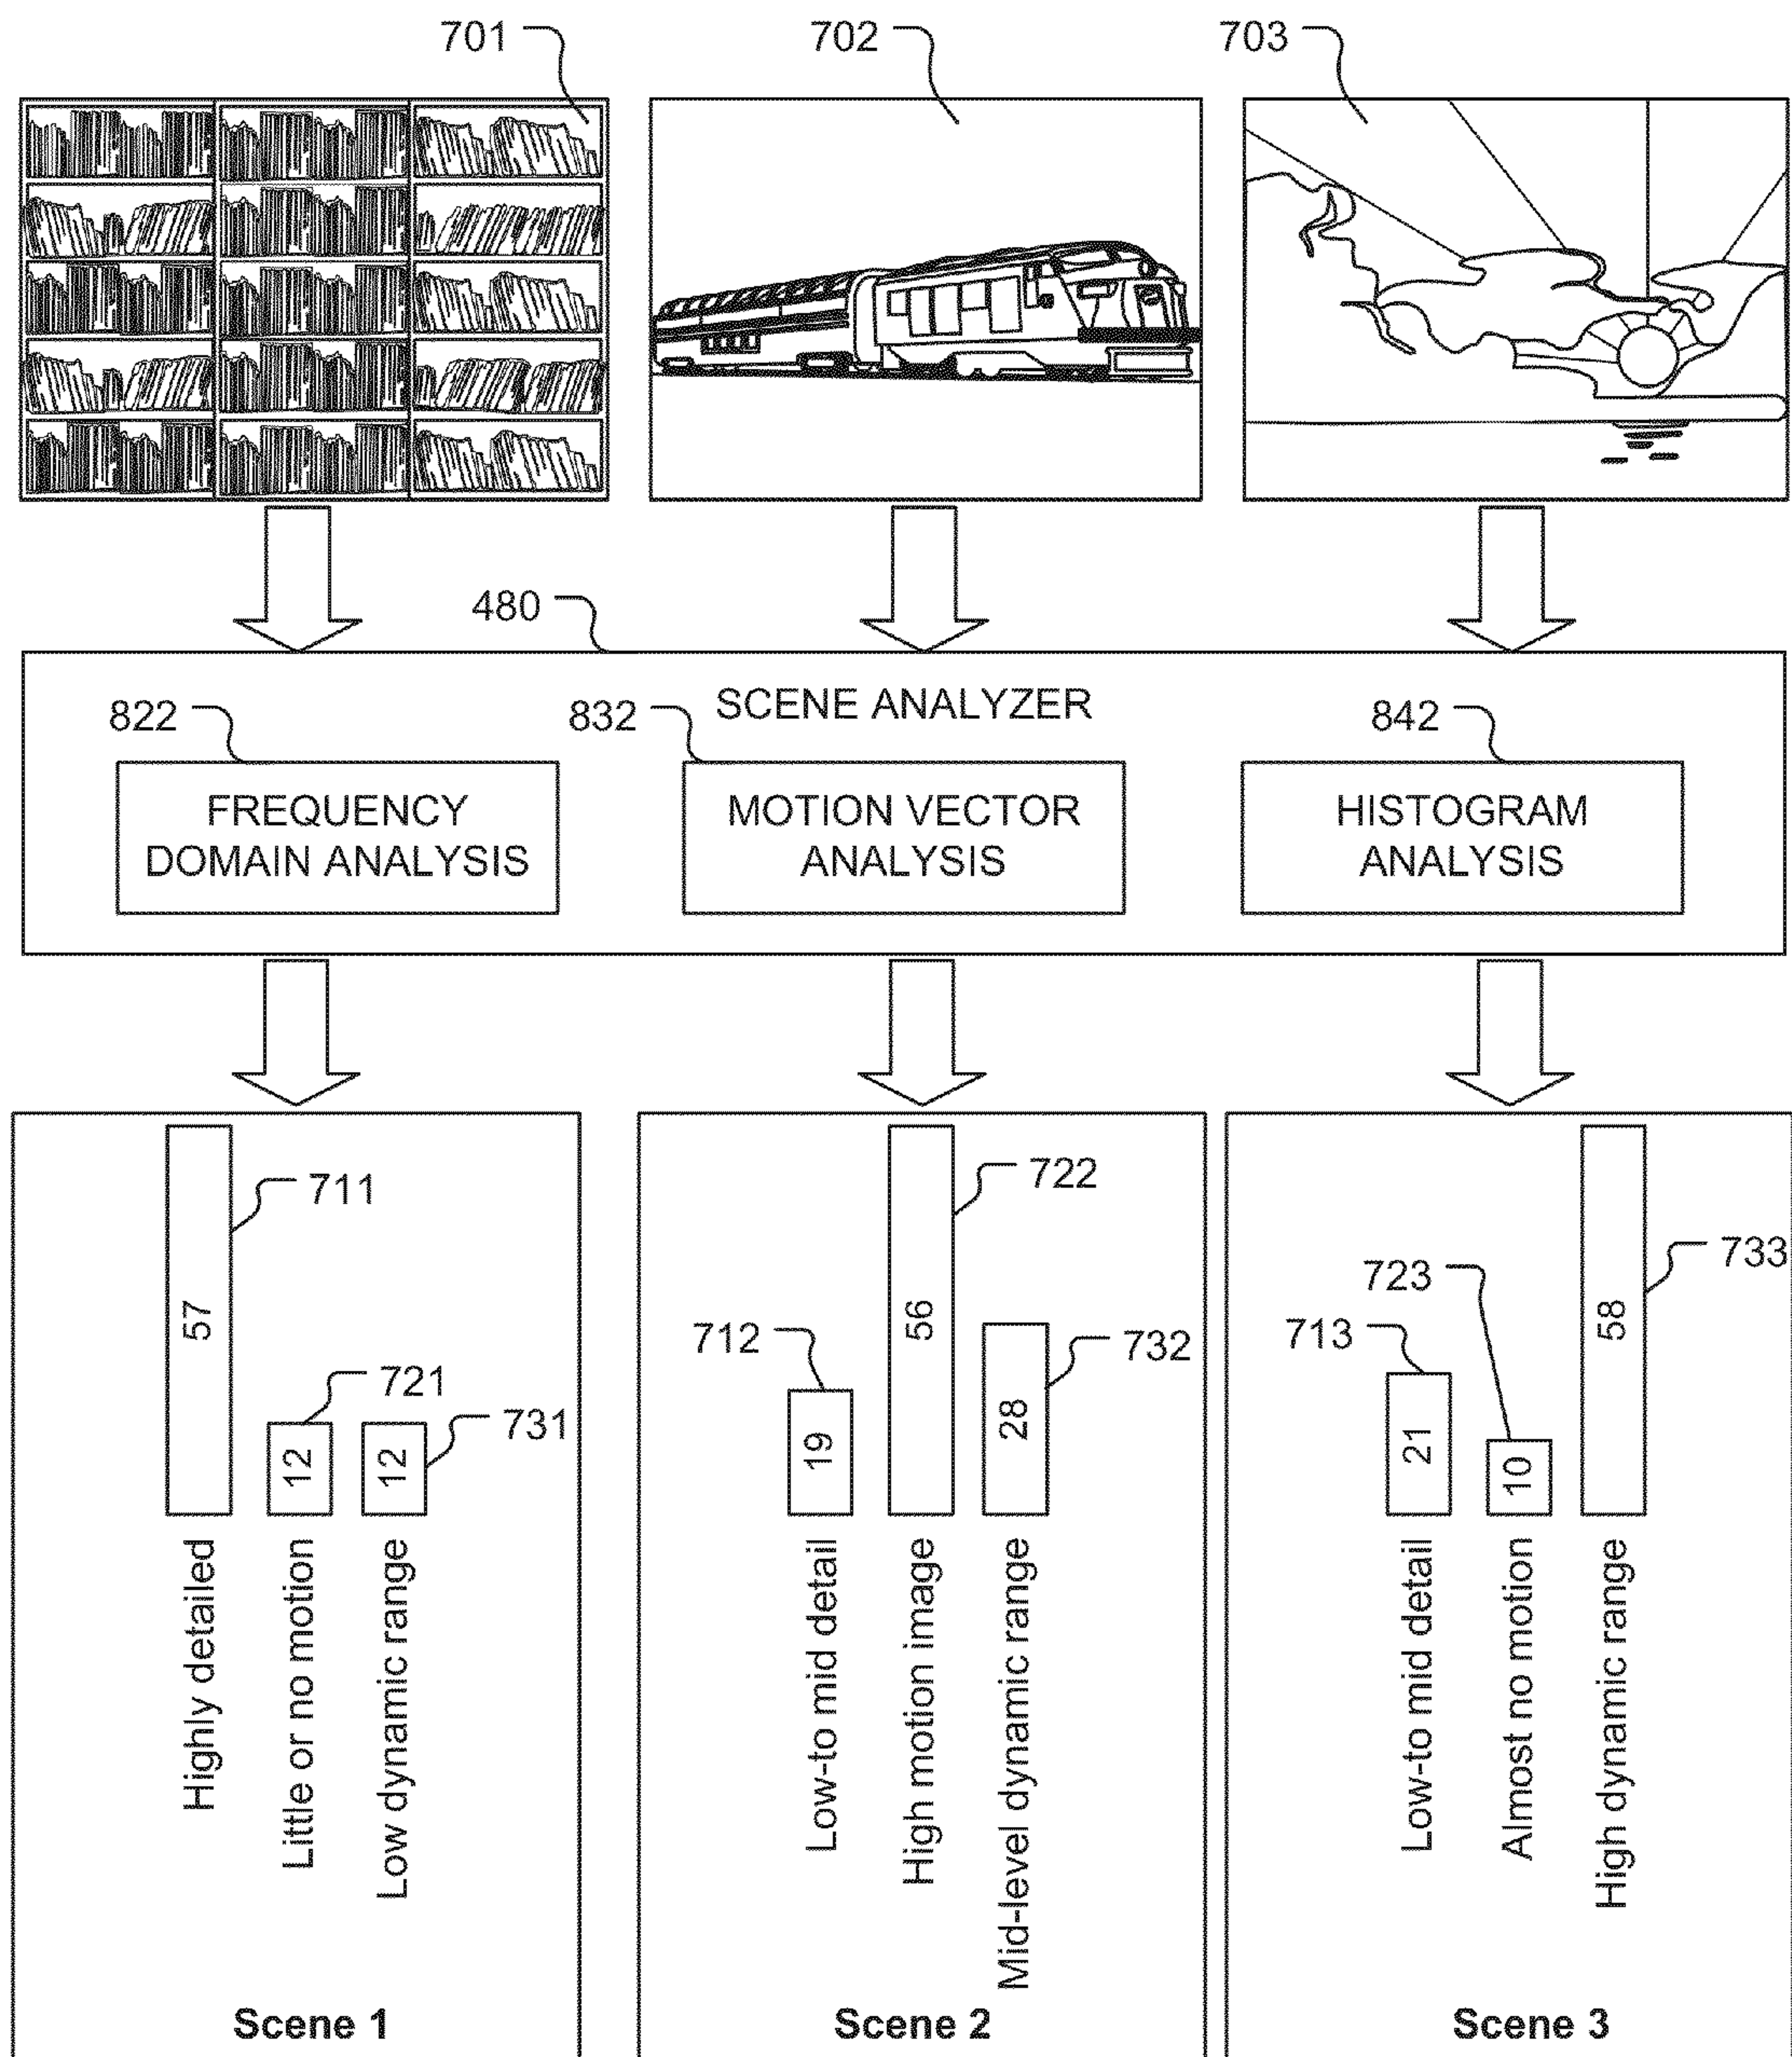 701
702
703
480
SCENE ANALYZER
822
832
842
FREQUENCY
DOMAIN ANALYSIS
MOTION VECTOR
ANALYSIS
HISTOGRAM
ANALYSIS
711
57
721
12
731
12
Highly detailed
Little or no motion
Low dynamic range
Scene 1
722
712
732
19
56
28
Low-to mid detail
High motion image
Mid-level dynamic range
Scene 2
733
723
713
21
10
58
Low-to mid detail
Almost no motion
High dynamic range
Scene 3